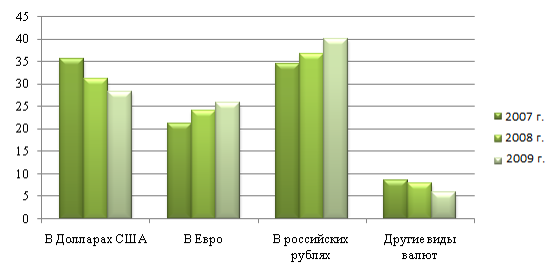 45
40
35
30
25
20
15
10
5
0
В Долларах США
В Евро
В российских
рублях
Другие виды
валют
2007 г.
2008 г.
2009 г.